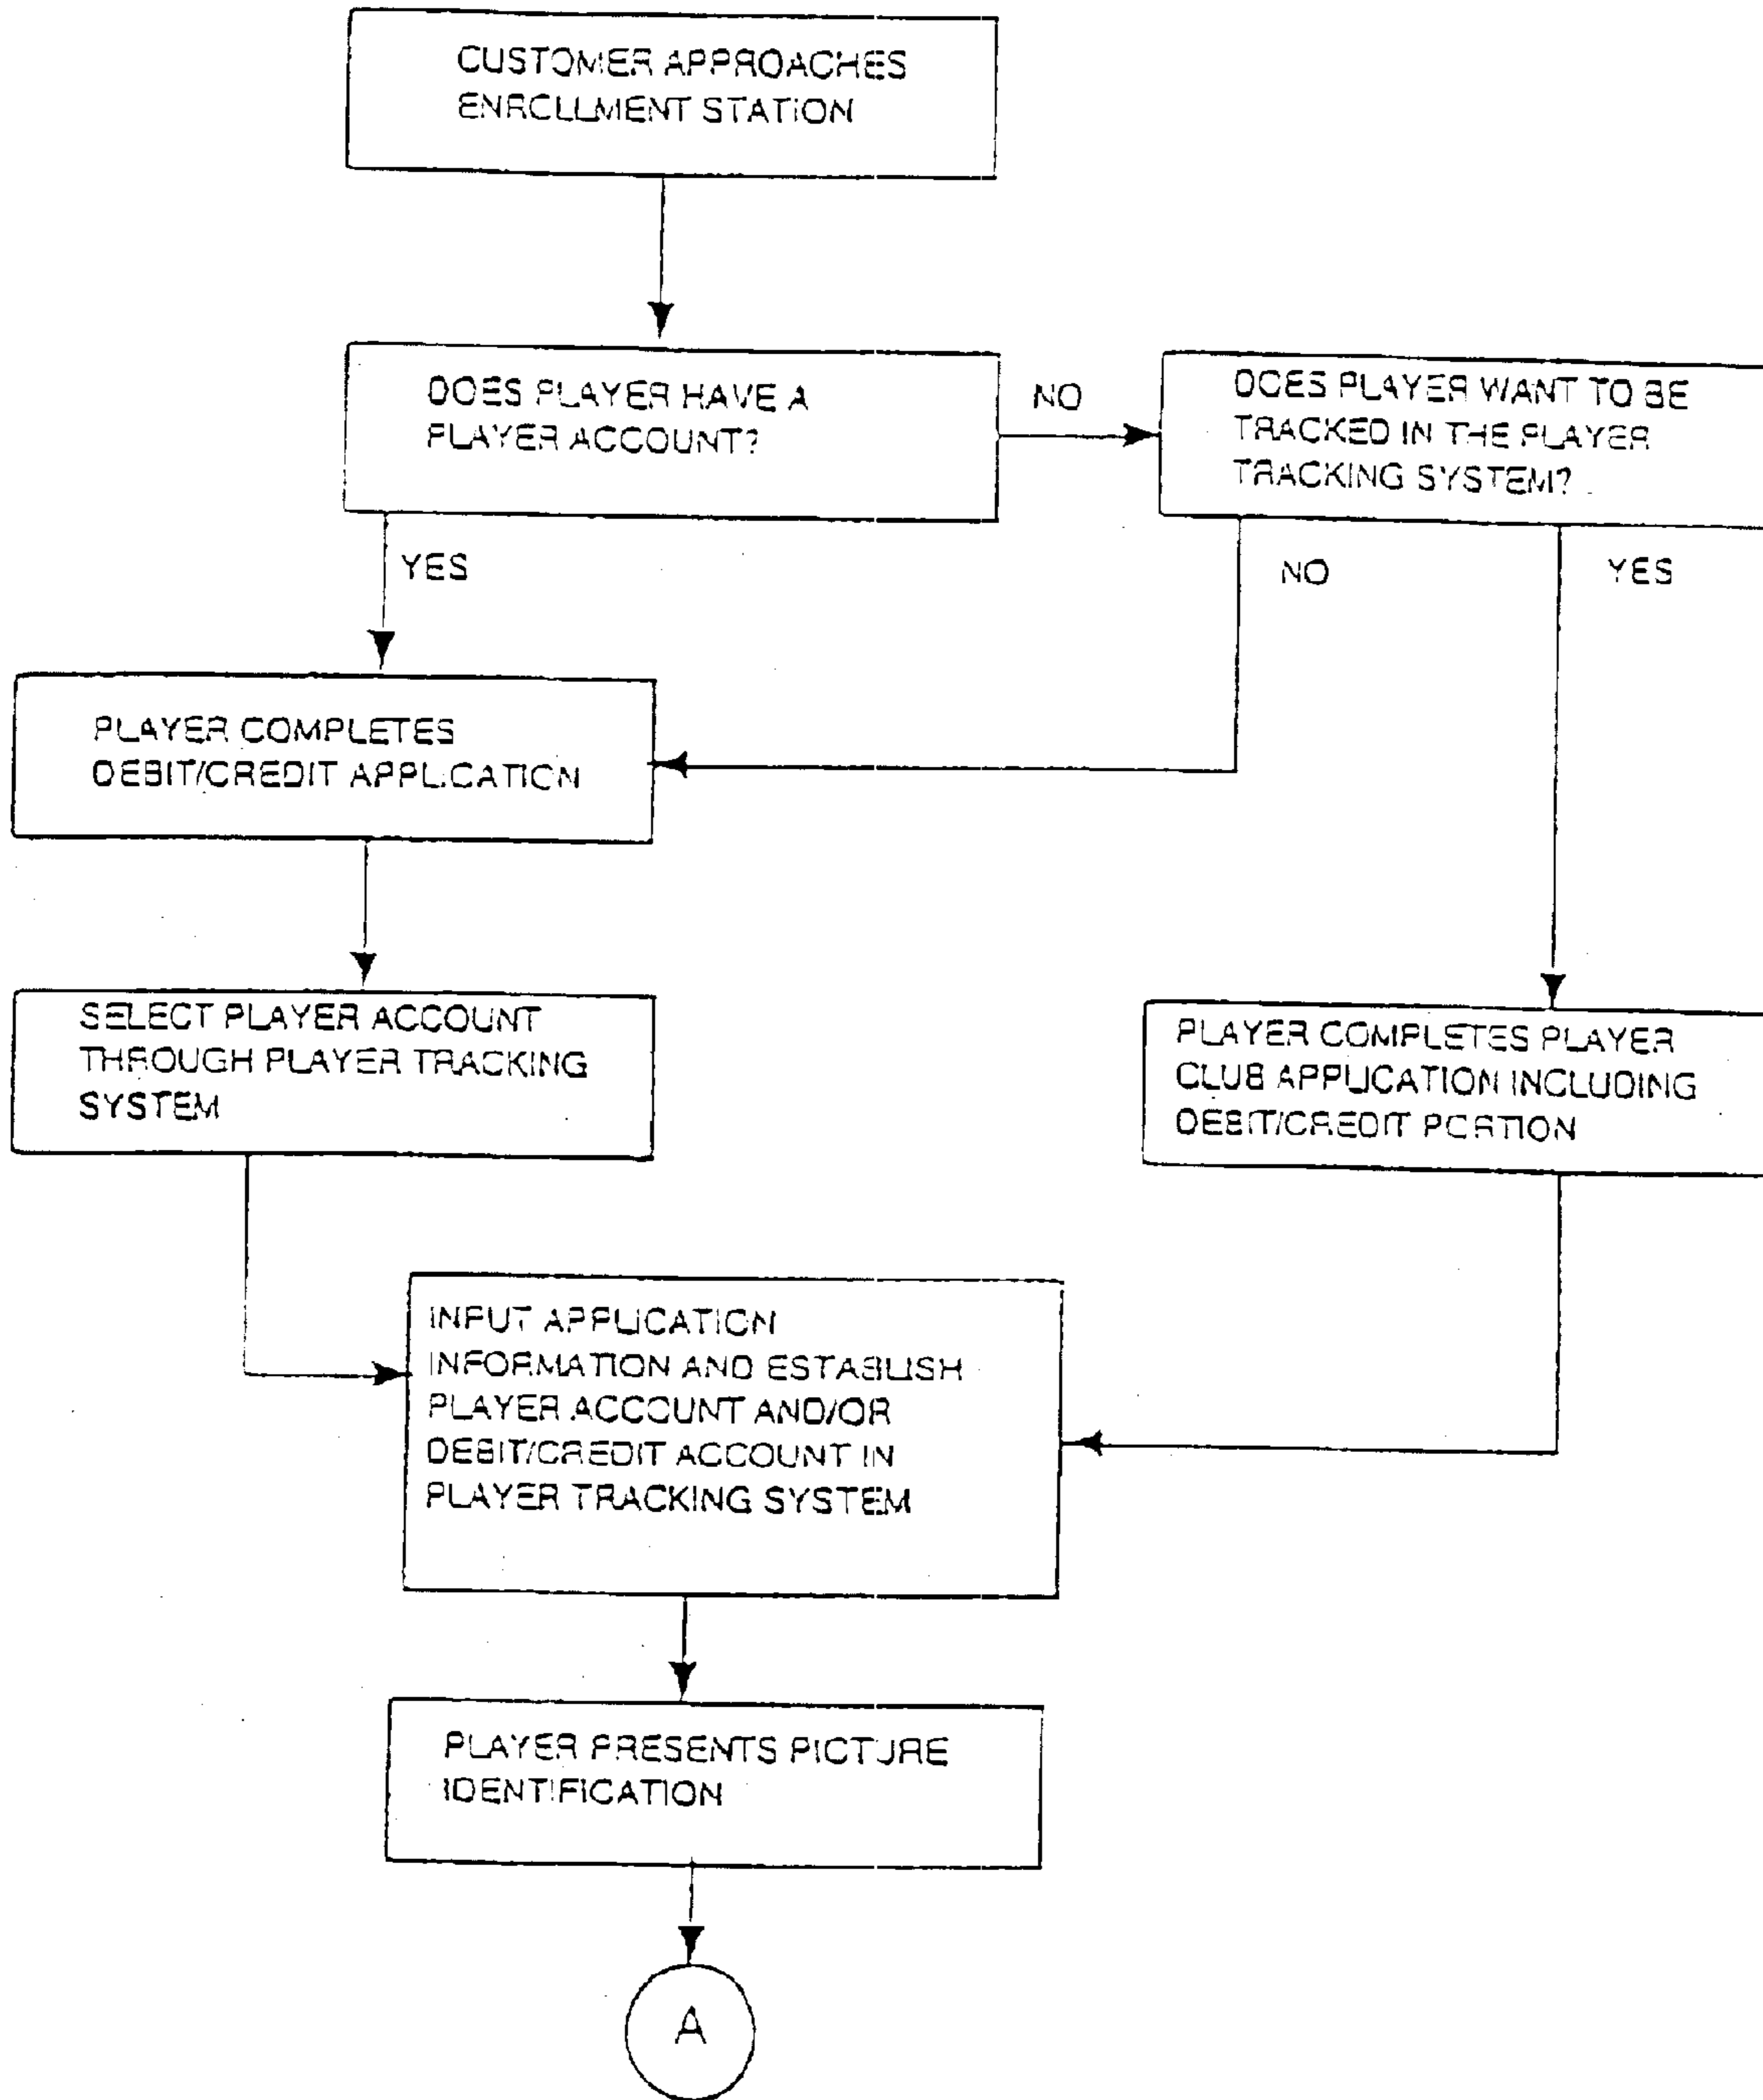 CUSTOMER APPROACHES
ENROLLMENT STATION
DOES PLAYER HAVE A
PLAYER ACCOUNT?
NO
DOES PLAYER WANT TO BE
TRACKED IN THE PLAYER
TRACKING SYSTEM?
YES
NO
YES
PLAYER COMPLETES
DEBIT/CREDIT APPLICATION
SELECT PLAYER ACCOUNT
THROUGH PLAYER TRACKING
SYSTEM
PLAYER COMPLETES PLAYER
CLUB APPLICATION INCLUDING
DEBIT/CREDIT PORTION
INPUT APPLICATION
INFORMATION AND ESTABLISH
PLAYER ACCOUNT AND/OR
DEBIT/CREDIT ACCOUNT IN
PLAYER TRACKING SYSTEM
PLAYER PRESENTS PICTURE
IDENTIFICATION
A